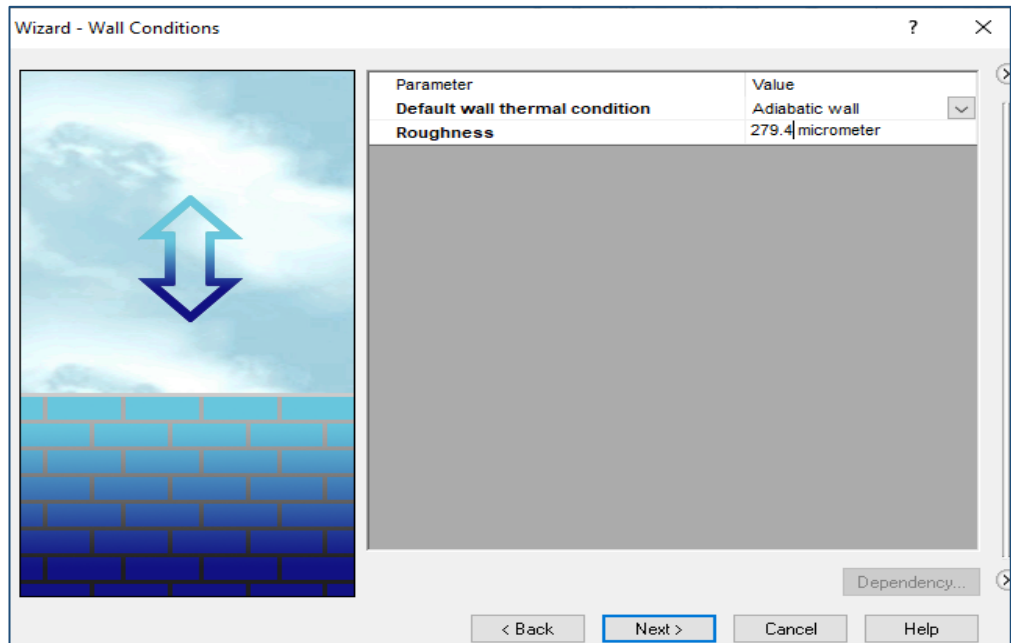 Wizard - Wall Conditions
?
Parameter Value
Default wall thermal condition Adiabatic wall
Roughness 279.4 micrometer
Dependency...
< Back Next > Cancel Help